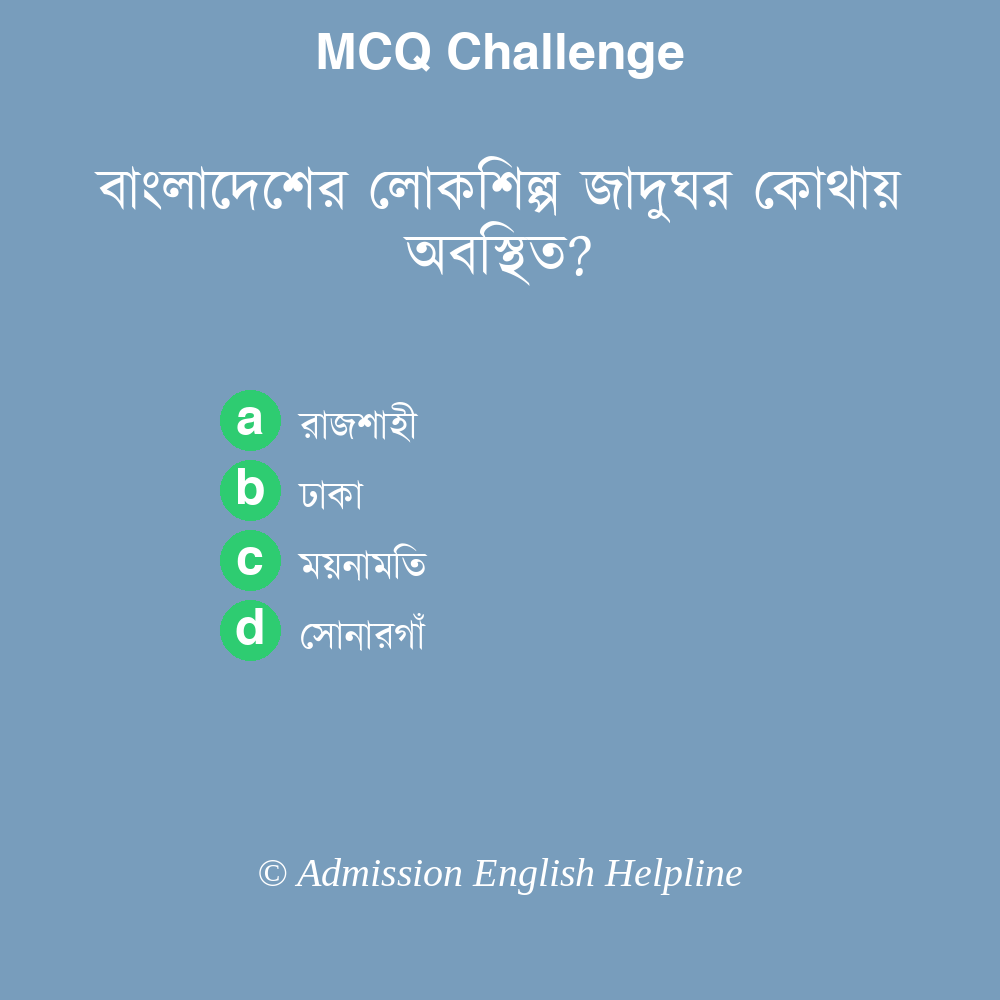 MCQ Challenge
বাংলাদেশের লোকশিল্প জাদুঘর কোথায়
অবস্থিত?
a রাজশাহী
b ঢাকা
c ময়নামতি
d সোনারগাঁ
© Admission English Helpline